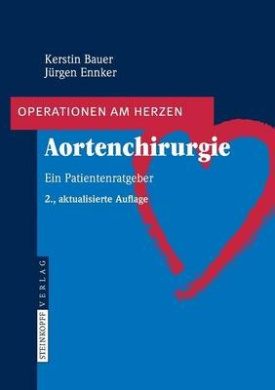 Kerstin Bauer
Jürgen Ennker
OPERATIONEN AM HERZEN
Aortenchirurgie
Ein Patientenratgeber
2., aktualisierte Auflage
STEINKOPFF
VERLAG